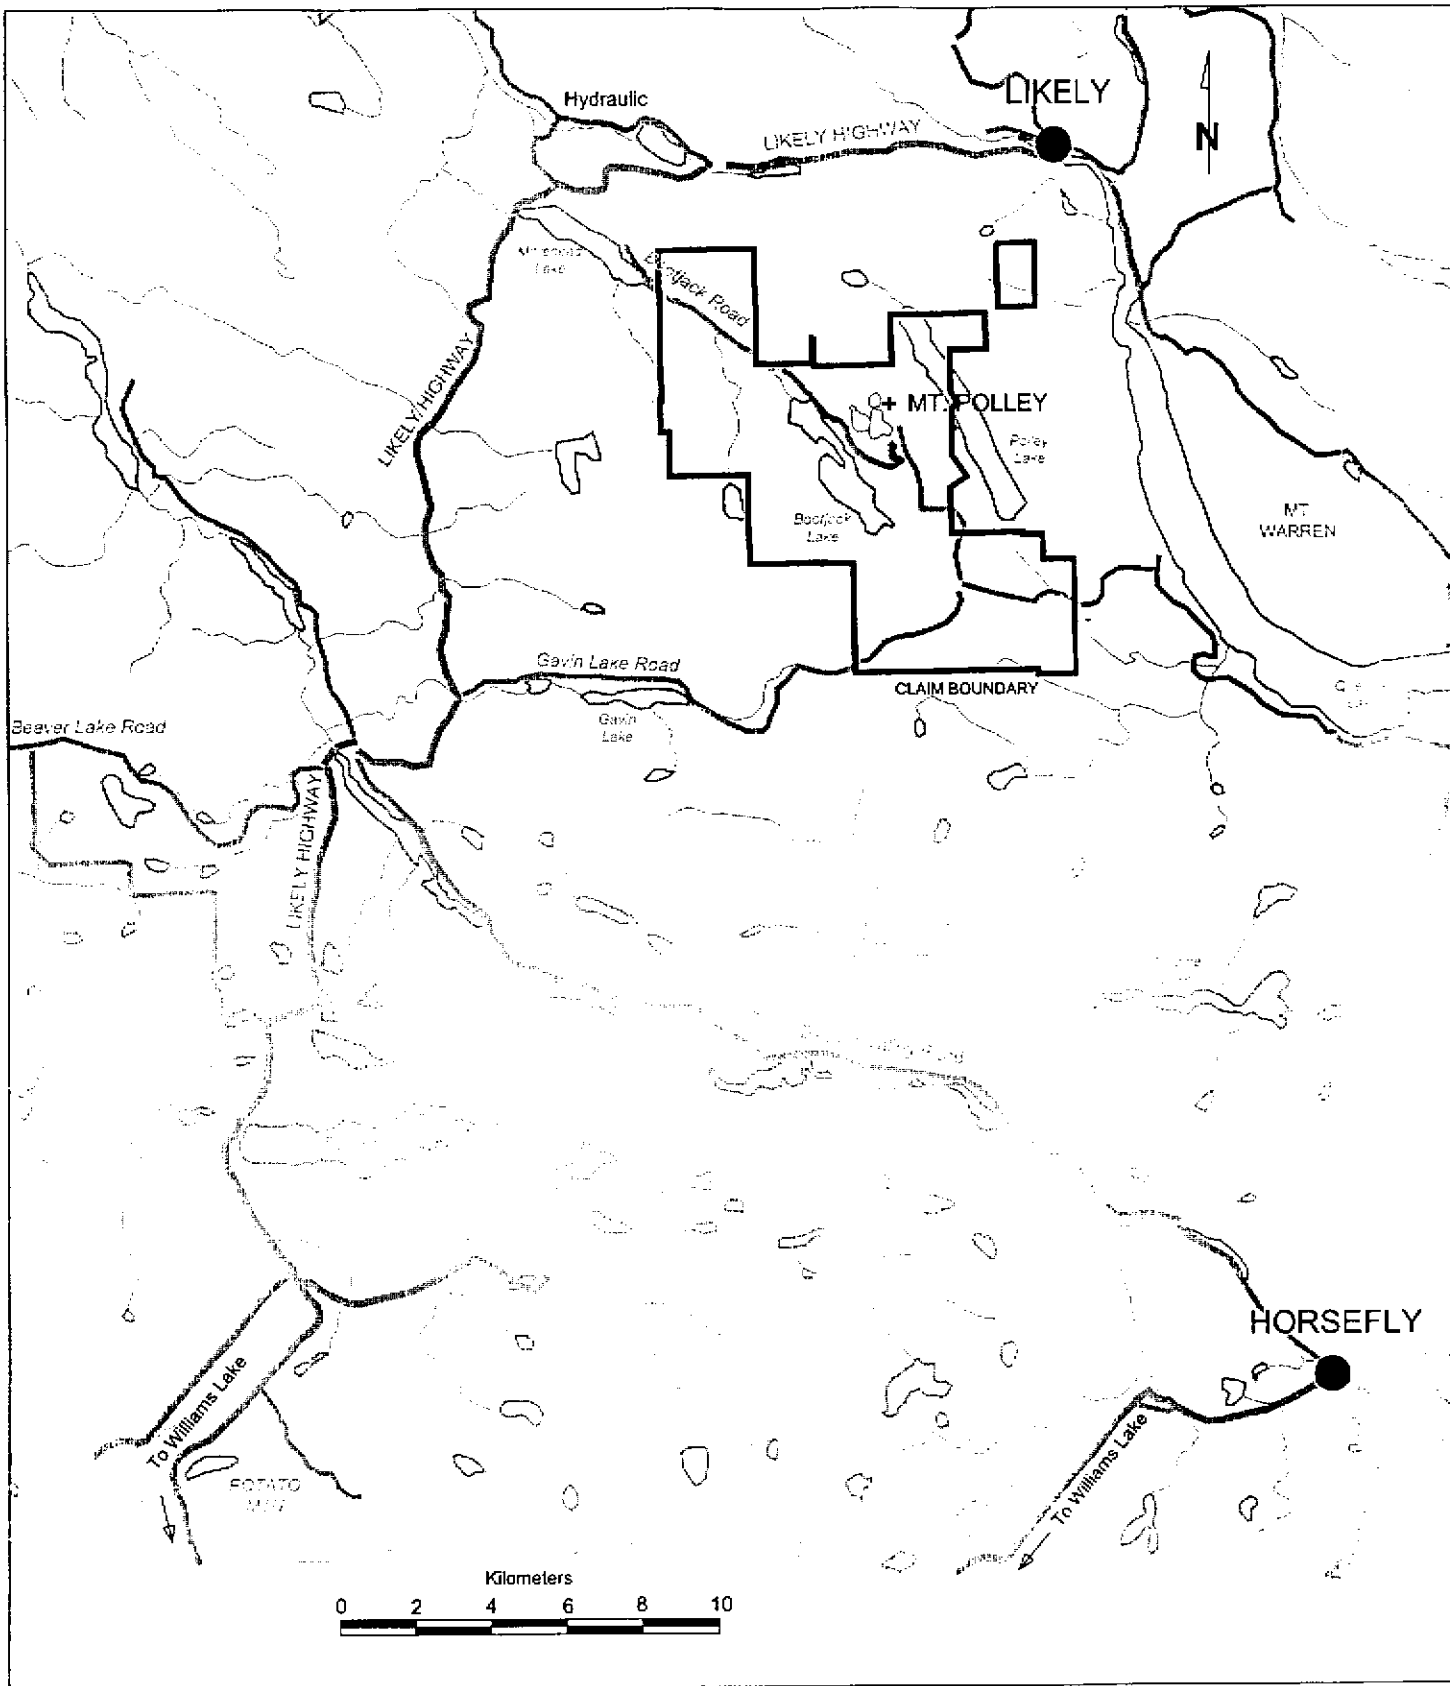 LIKELY
Hydraulic
LIKELY HIGHWAY
N
Lake
Bootjack Road
LIKELY HIGHWAY
+ MT. POLLEY
Polley
Lake
Bootjack
Lake
MT.
WARREN
Gavin Lake Road
CLAIM BOUNDARY
Gavin
Lake
Beaver Lake Road
LIKELY HIGHWAY
HORSEFLY
To Williams Lake
POTATO
To Williams Lake
Kilometers
0 2 4 6 8 10